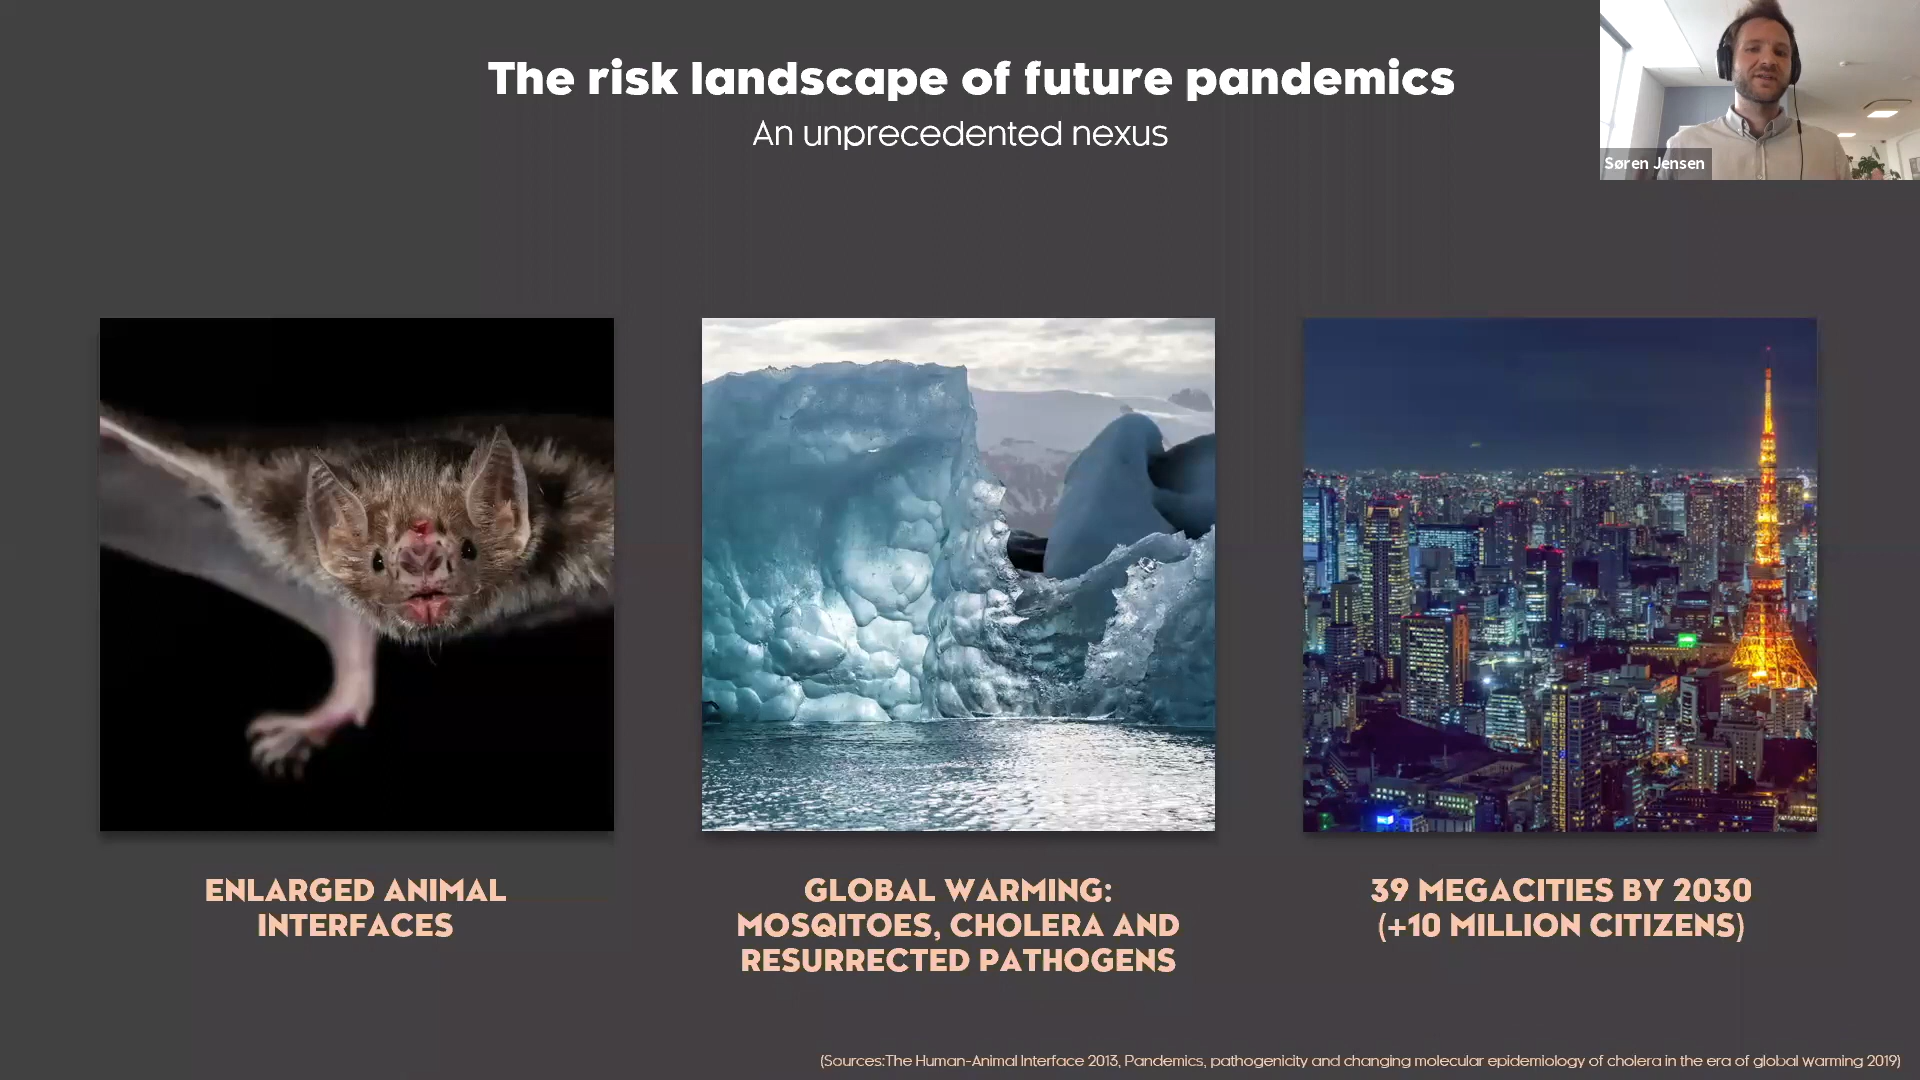 The risk landscape of future pandemics
An unprecedented nexus
Søren Jensen
ENLARGED ANIMAL
INTERFACES
GLOBAL WARMING:
MOSQITOES, CHOLERA AND
RESURRECTED PATHOGENS
39 MEGACITIES BY 2030
(+10 MILLION CITIZENS)
(Sources:The Human-Animal Interface 2013, Pandemics, pathogenicity and changing molecular epidemiology of cholera in the era of global warming 2019)